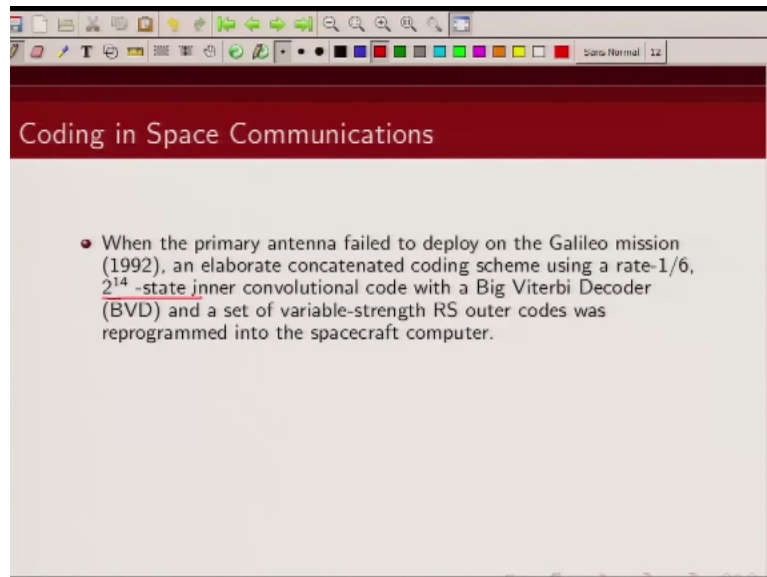 T
Sans Normal 12
Coding in Space Communications
When the primary antenna failed to deploy on the Galileo mission
(1992), an elaborate concatenated coding scheme using a rate-1/6,
2¹⁴ -state inner convolutional code with a Big Viterbi Decoder
(BVD) and a set of variable-strength RS outer codes was
reprogrammed into the spacecraft computer.